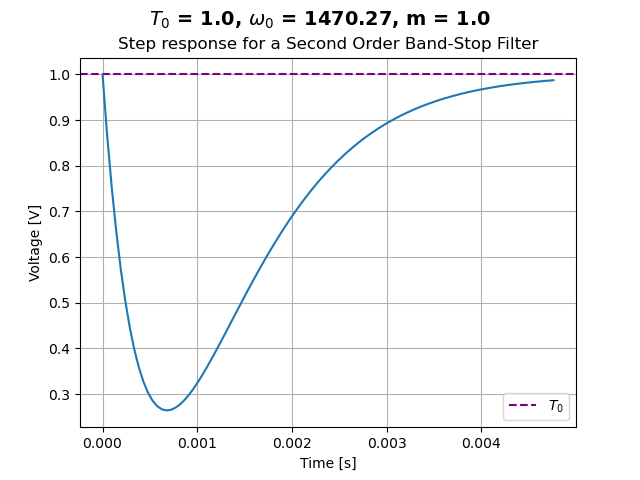 T₀ = 1.0, ω₀ = 1470.27, m = 1.0
Step response for a Second Order Band-Stop Filter
1.0
0.9
0.8
0.7
0.6
0.5
0.4
0.3
Voltage [V]
T₀
0.000 0.001 0.002 0.003 0.004
Time [s]